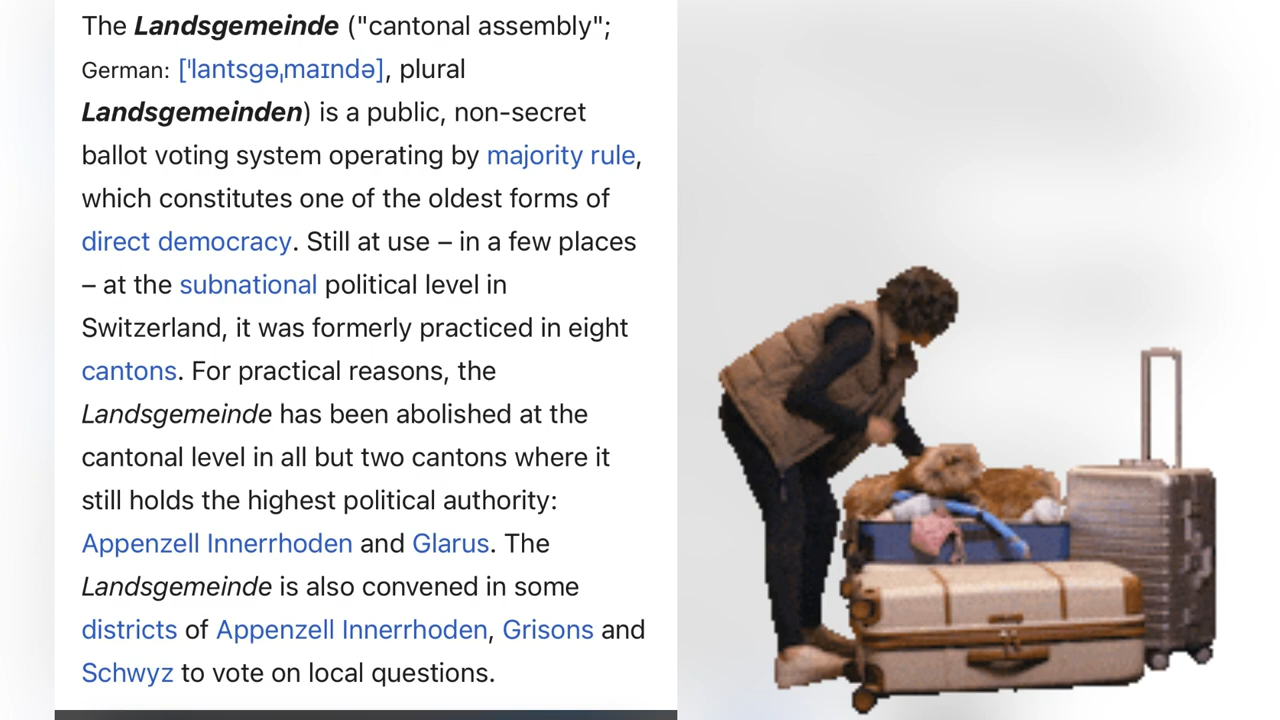 The Landsgemeinde ("cantonal assembly";
German: [ˈlantsɡəˌmaɪndə], plural
Landsgemeinden) is a public, non-secret
ballot voting system operating by majority rule,
which constitutes one of the oldest forms of
direct democracy. Still at use – in a few places
– at the subnational political level in
Switzerland, it was formerly practiced in eight
cantons. For practical reasons, the
Landsgemeinde has been abolished at the
cantonal level in all but two cantons where it
still holds the highest political authority:
Appenzell Innerrhoden and Glarus. The
Landsgemeinde is also convened in some
districts of Appenzell Innerrhoden, Grisons and
Schwyz to vote on local questions.